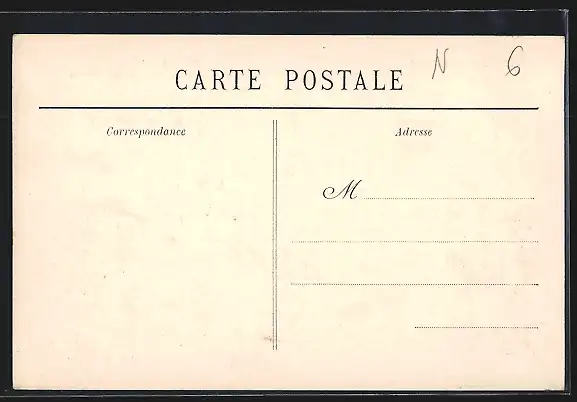 CARTE POSTALE N 6
Correspondance Adresse
M